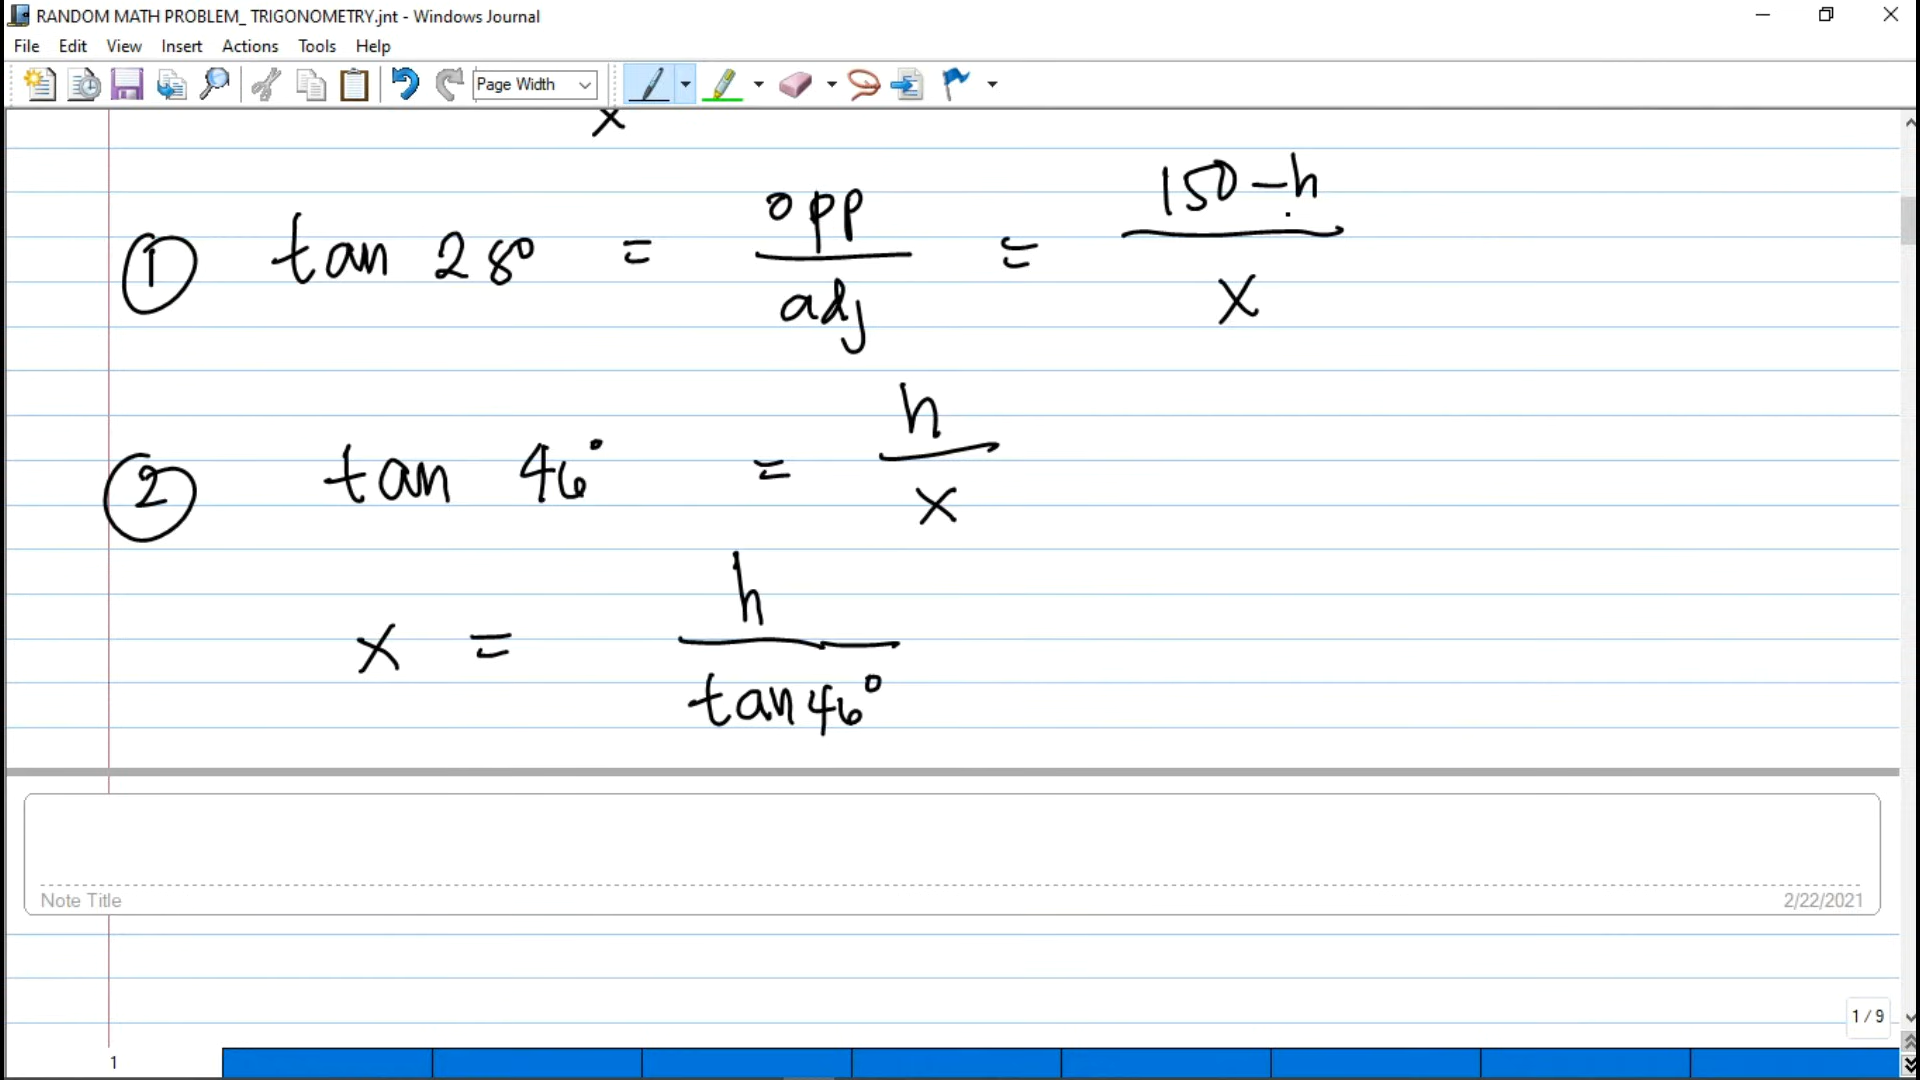 RANDOM MATH PROBLEM_ TRIGONOMETRY.jnt - Windows Journal
File Edit View Insert Actions Tools Help
Page Width
x
① tan 28° = opp/adj = 150-h/x
② tan 46° = h/x
x = h/tan46°
Note Title 2/22/2021
1 / 9
1